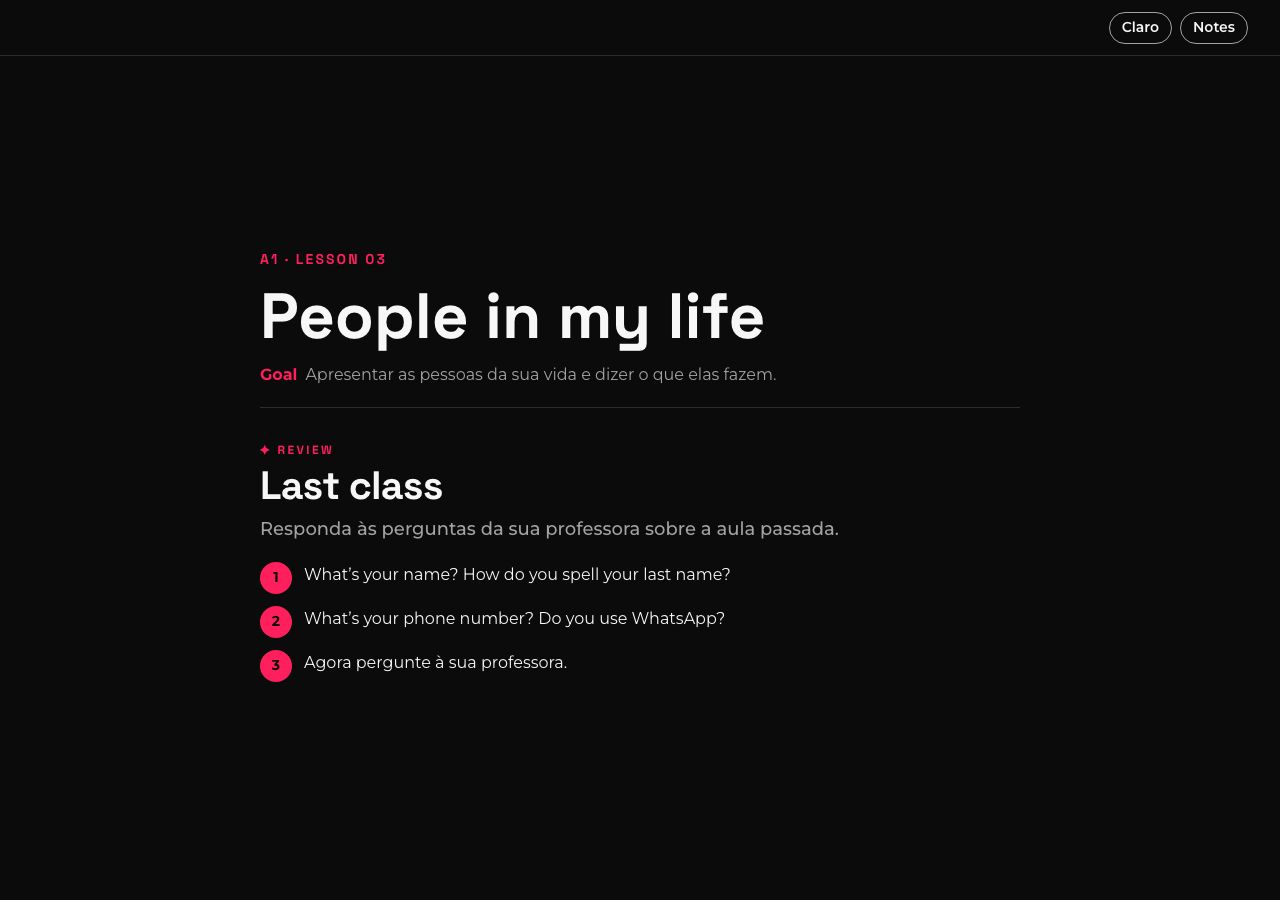 Claro
Notes
A1 · LESSON 03
People in my life
Goal Apresentar as pessoas da sua vida e dizer o que elas fazem.
✦ REVIEW
Last class
Responda às perguntas da sua professora sobre a aula passada.
1 What’s your name? How do you spell your last name?
2 What’s your phone number? Do you use WhatsApp?
3 Agora pergunte à sua professora.